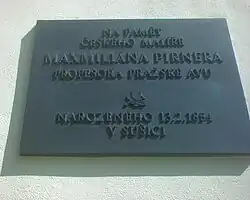 NA PAMĚŤ
ČESKÉHO MALÍŘE
MAXMILIANA PIRNERA
PROFESORA PRAŽSKÉ AVU
NAROZENÉHO 13.2.1854
V SUŠICI